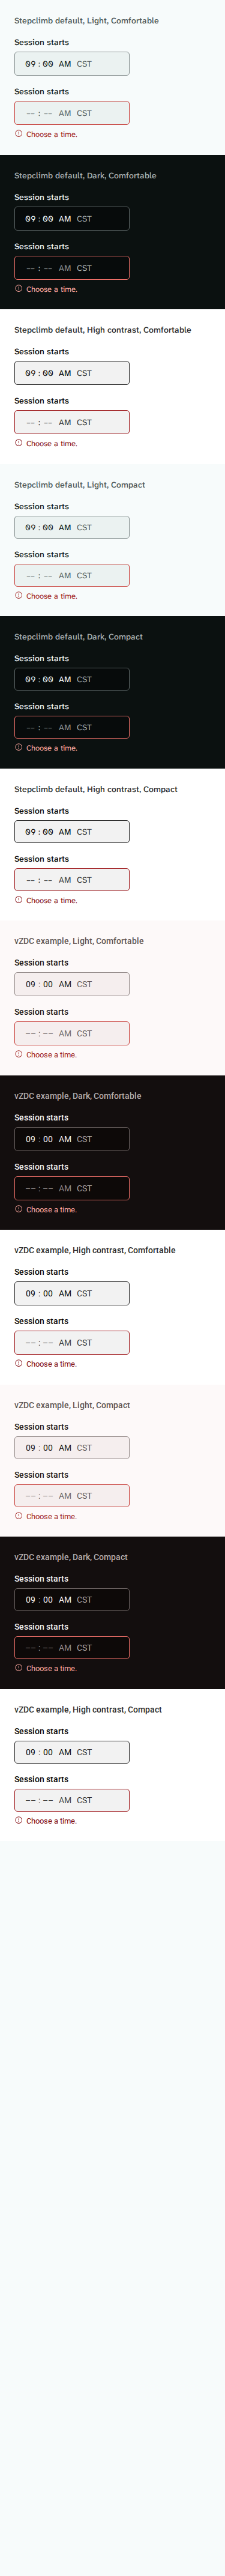 Stepclimb default, Light, Comfortable
Session starts
09 : 00 AM CST
Session starts
-- : -- AM CST
Choose a time.
Stepclimb default, Dark, Comfortable
Session starts
09 : 00 AM CST
Session starts
-- : -- AM CST
Choose a time.
Stepclimb default, High contrast, Comfortable
Session starts
09 : 00 AM CST
Session starts
-- : -- AM CST
Choose a time.
Stepclimb default, Light, Compact
Session starts
09 : 00 AM CST
Session starts
-- : -- AM CST
Choose a time.
Stepclimb default, Dark, Compact
Session starts
09 : 00 AM CST
Session starts
-- : -- AM CST
Choose a time.
Stepclimb default, High contrast, Compact
Session starts
09 : 00 AM CST
Session starts
-- : -- AM CST
Choose a time.
vZDC example, Light, Comfortable
Session starts
09 : 00 AM CST
Session starts
-- : -- AM CST
Choose a time.
vZDC example, Dark, Comfortable
Session starts
09 : 00 AM CST
Session starts
-- : -- AM CST
Choose a time.
vZDC example, High contrast, Comfortable
Session starts
09 : 00 AM CST
Session starts
-- : -- AM CST
Choose a time.
vZDC example, Light, Compact
Session starts
09 : 00 AM CST
Session starts
-- : -- AM CST
Choose a time.
vZDC example, Dark, Compact
Session starts
09 : 00 AM CST
Session starts
-- : -- AM CST
Choose a time.
vZDC example, High contrast, Compact
Session starts
09 : 00 AM CST
Session starts
-- : -- AM CST
Choose a time.